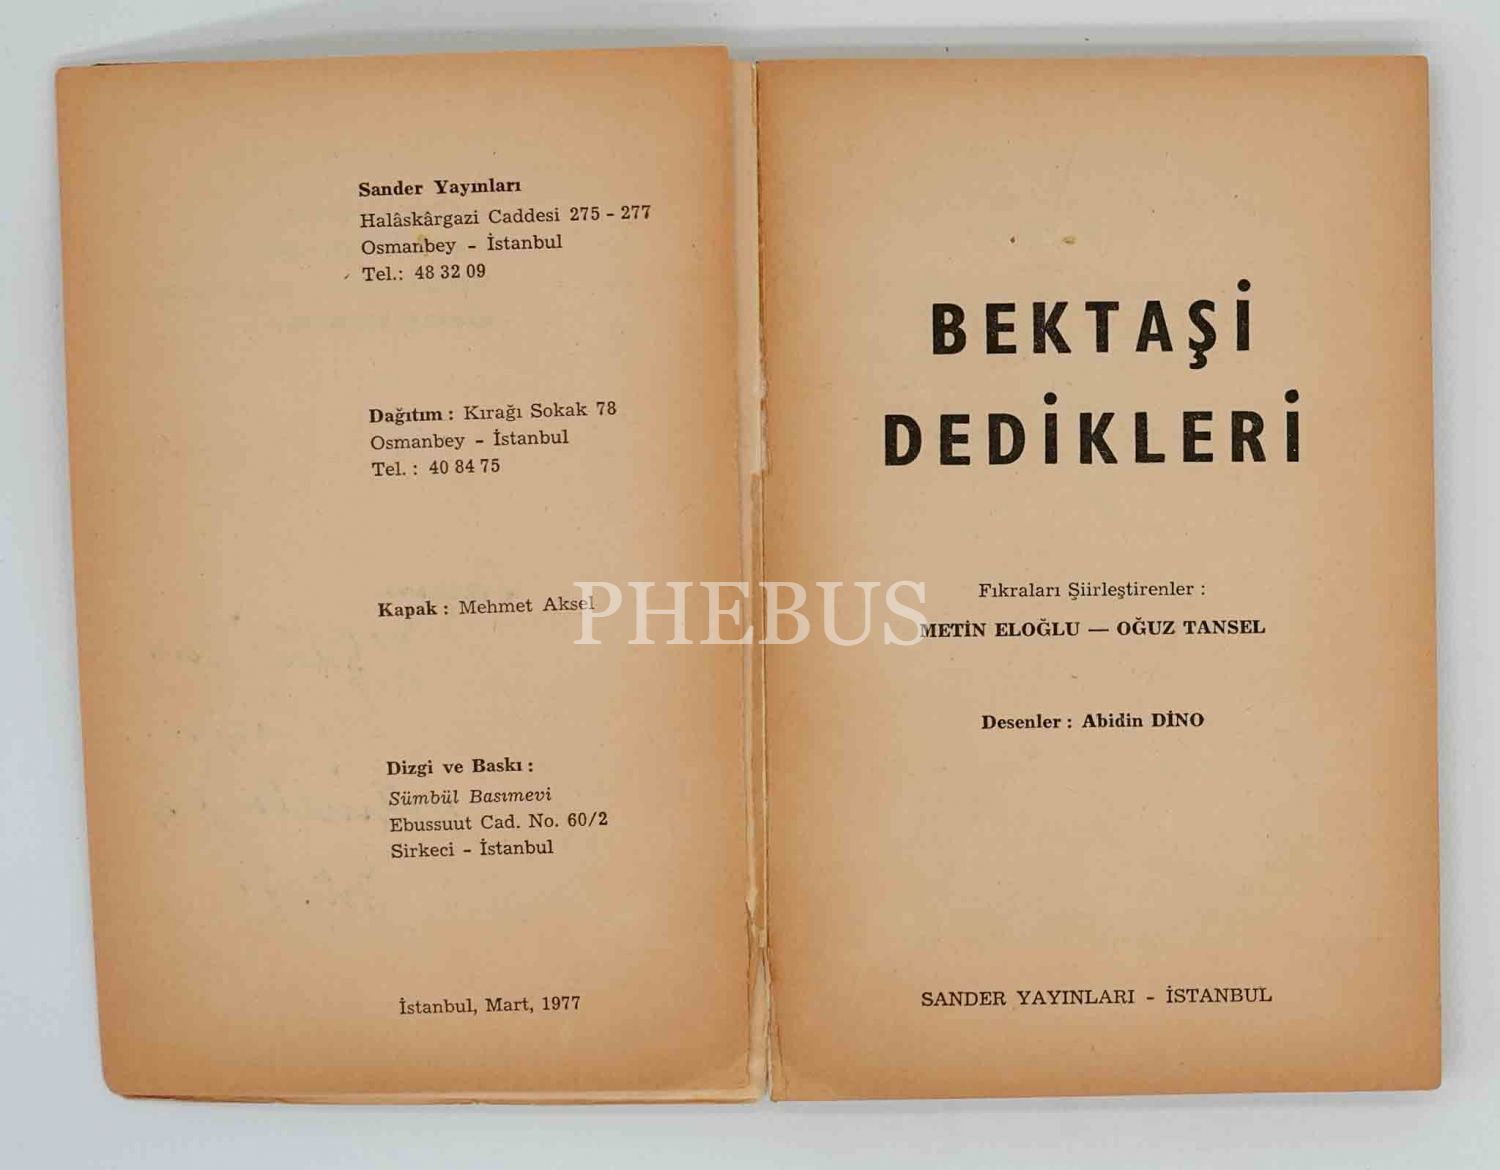 Sander Yayınları
Halâskârgazi Caddesi 275 - 277
Osmanbey - İstanbul
Tel.: 48 32 09
Dağıtım : Kırağı Sokak 78
Osmanbey - İstanbul
Tel. : 40 84 75
Kapak : Mehmet Aksel
Dizgi ve Baskı :
Sümbül Basımevi
Ebussuut Cad. No. 60/2
Sirkeci - İstanbul
İstanbul, Mart, 1977
BEKTAŞİ
DEDİKLERİ
Fıkraları Şiirleştirenler :
METİN ELOĞLU — OĞUZ TANSEL
Desenler : Abidin DİNO
SANDER YAYINLARI - İSTANBUL
PHEBUS